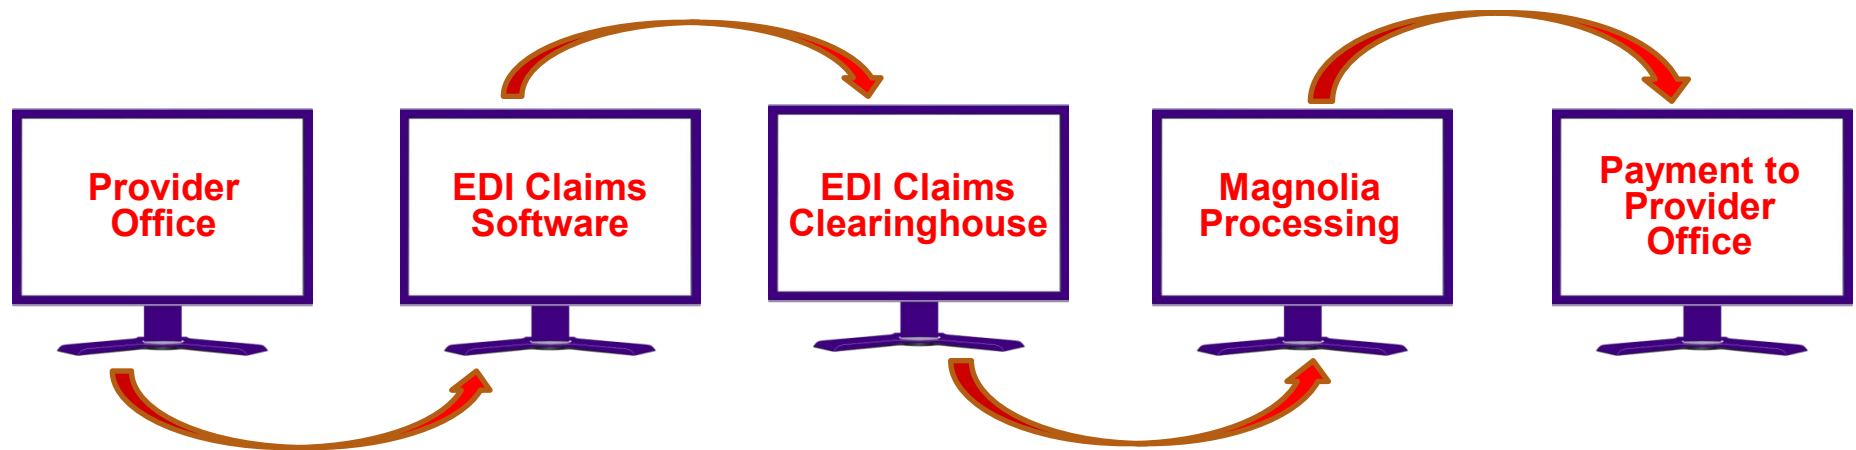 Provider
Office
EDI Claims
Software
EDI Claims
Clearinghouse
Magnolia
Processing
Payment to
Provider
Office